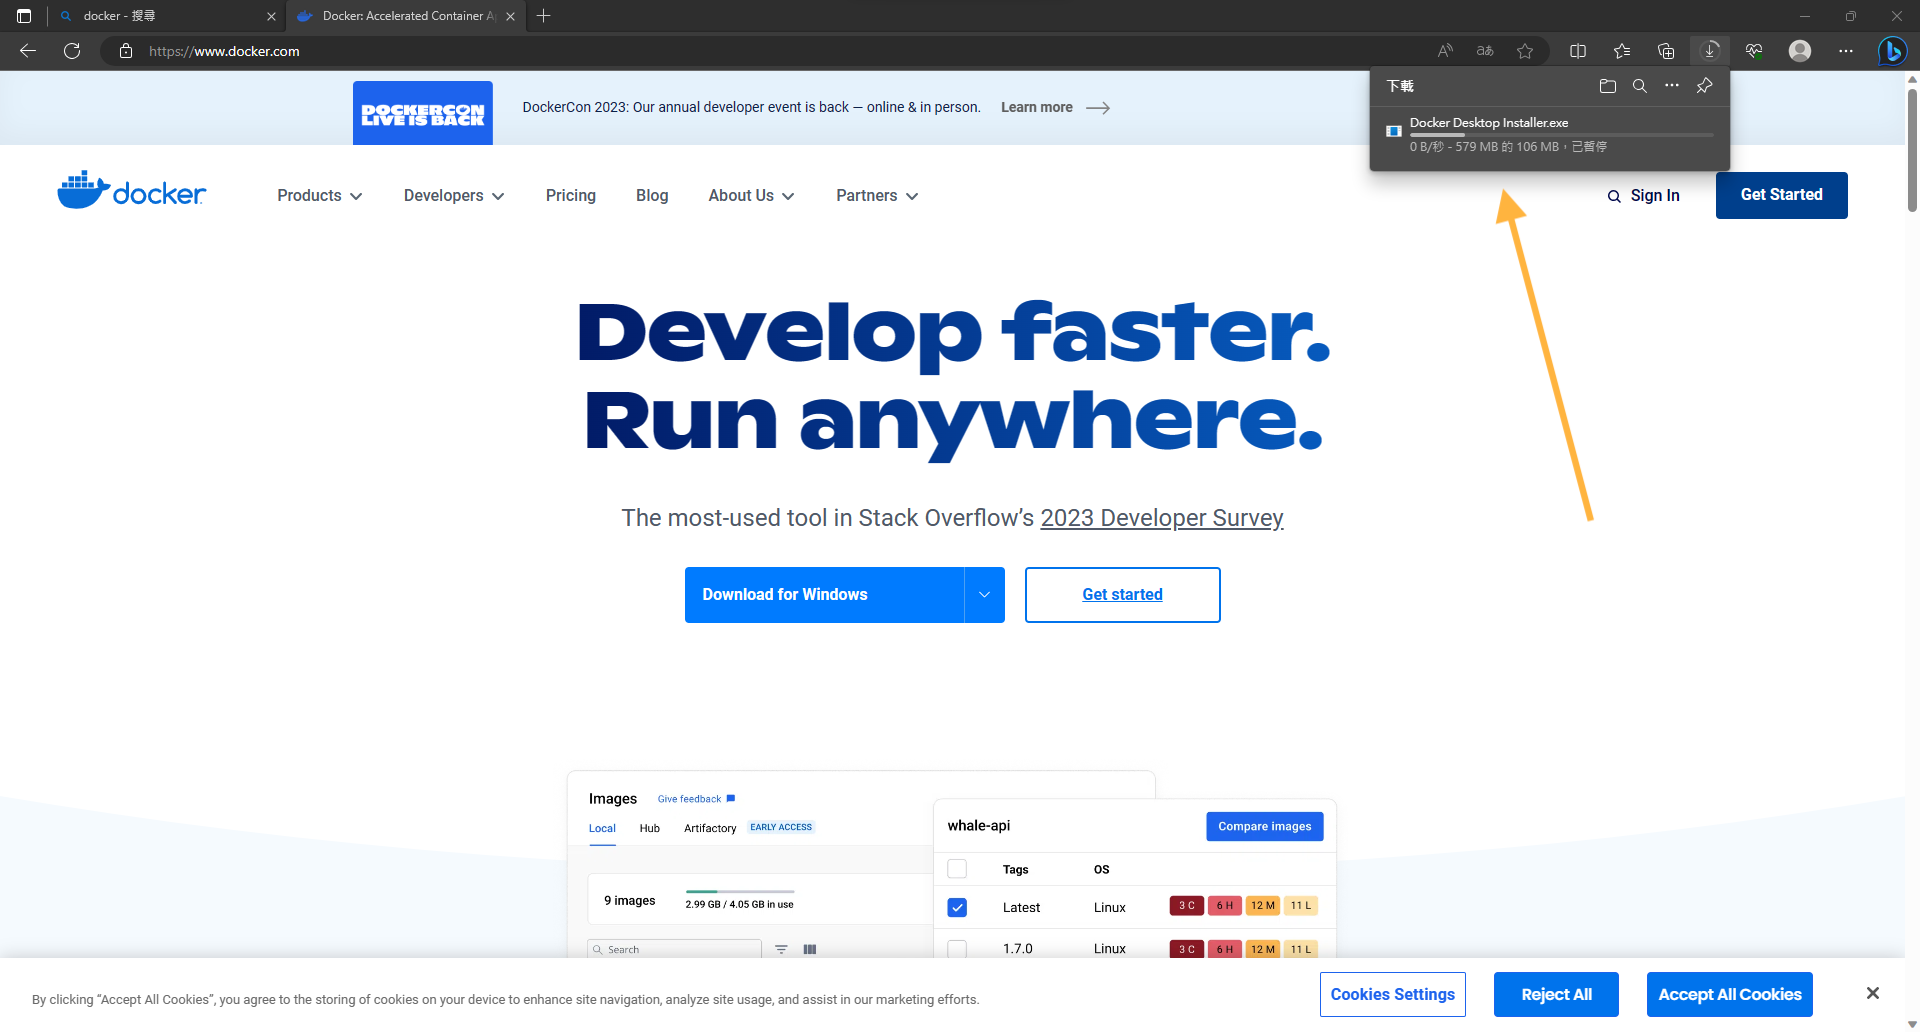 docker - 搜尋
Docker: Accelerated Container A
https://www.docker.com
下載
Docker Desktop Installer.exe
0 B/秒 - 579 MB 的 106 MB，已暫停
DOCKERCON
LIVE IS BACK
DockerCon 2023: Our annual developer event is back — online & in person. Learn more
docker
Products
Developers
Pricing
Blog
About Us
Partners
Sign In
Get Started
Develop faster.
Run anywhere.
The most-used tool in Stack Overflow’s 2023 Developer Survey
Download for Windows
Get started
Images
Give feedback
Local
Hub
Artifactory
EARLY ACCESS
9 images
2.99 GB / 4.05 GB in use
Search
whale-api
Compare images
Tags OS
Latest Linux 3 C 6 H 12 M 11 L
1.7.0 Linux 3 C 6 H 12 M 11 L
By clicking “Accept All Cookies”, you agree to the storing of cookies on your device to enhance site navigation, analyze site usage, and assist in our marketing efforts.
Cookies Settings
Reject All
Accept All Cookies